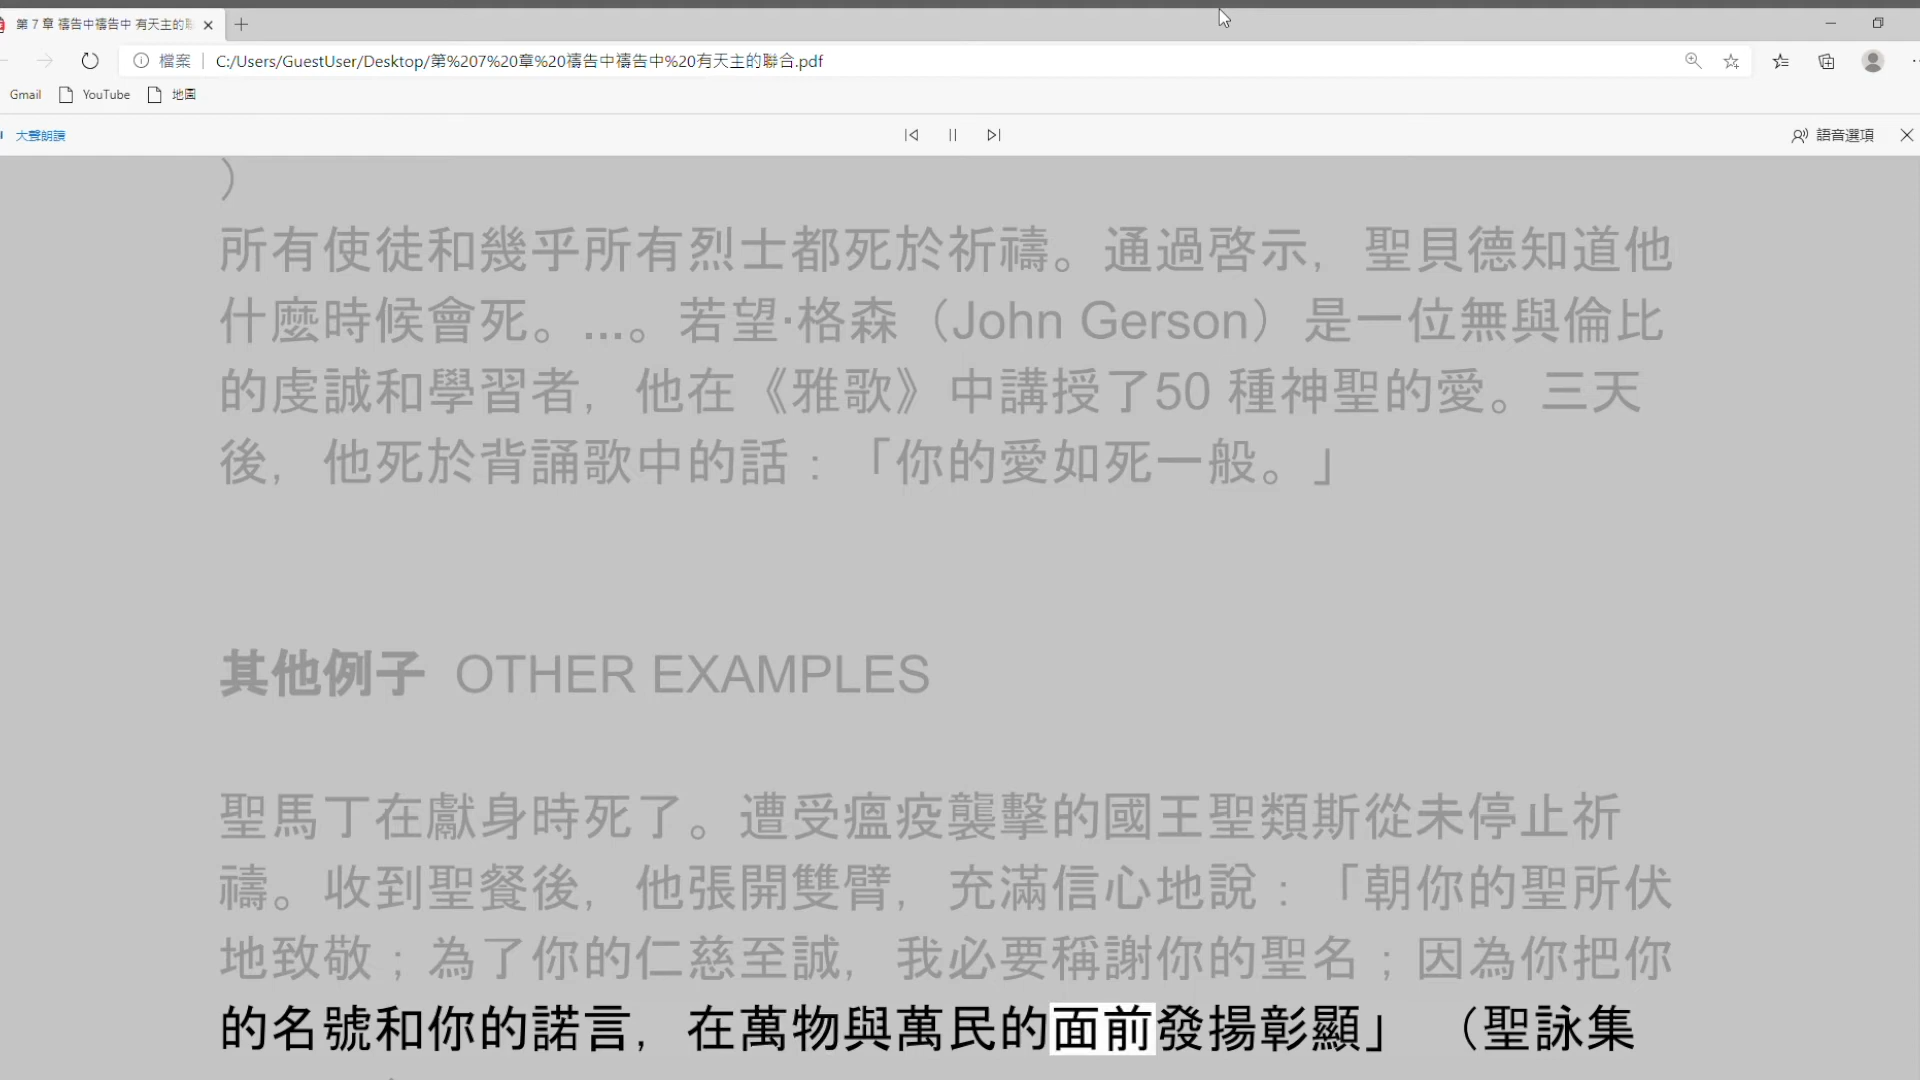 第 7 章 禱告中禱告中 有天主的
檔案
C:/Users/GuestUser/Desktop/第%207%20章%20禱告中禱告中%20有天主的聯合.pdf
Gmail YouTube 地圖
大聲朗讀
語音選項
)
所有使徒和幾乎所有烈士都死於祈禱。通過啓示，聖貝德知道他
什麼時候會死。...。若望·格森（John Gerson）是一位無與倫比
的虔誠和學習者，他在《雅歌》中講授了50 種神聖的愛。三天
後，他死於背誦歌中的話：「你的愛如死一般。」
其他例子 OTHER EXAMPLES
聖馬丁在獻身時死了。遭受瘟疫襲擊的國王聖類斯從未停止祈
禱。收到聖餐後，他張開雙臂，充滿信心地說：「朝你的聖所伏
地致敬；為了你的仁慈至誠，我必要稱謝你的聖名；因為你把你
的名號和你的諾言，在萬物與萬民的面前發揚彰顯」（聖詠集